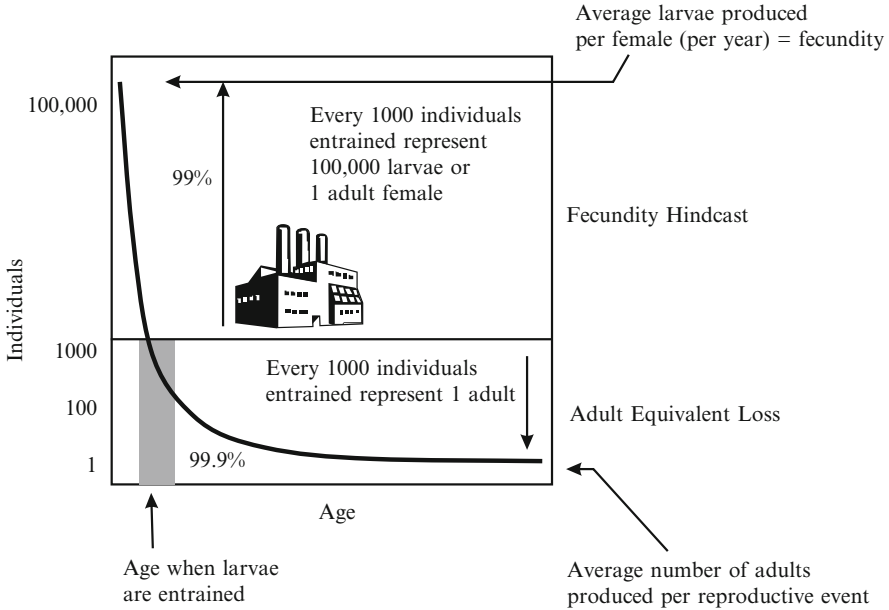 Average larvae produced
per female (per year) = fecundity
100,000
Every 1000 individuals
entrained represent
100,000 larvae or
1 adult female
99%
Fecundity Hindcast
Individuals
1000
100
1
Every 1000 individuals
entrained represent 1 adult
Adult Equivalent Loss
99.9%
Age
Age when larvae
are entrained
Average number of adults
produced per reproductive event